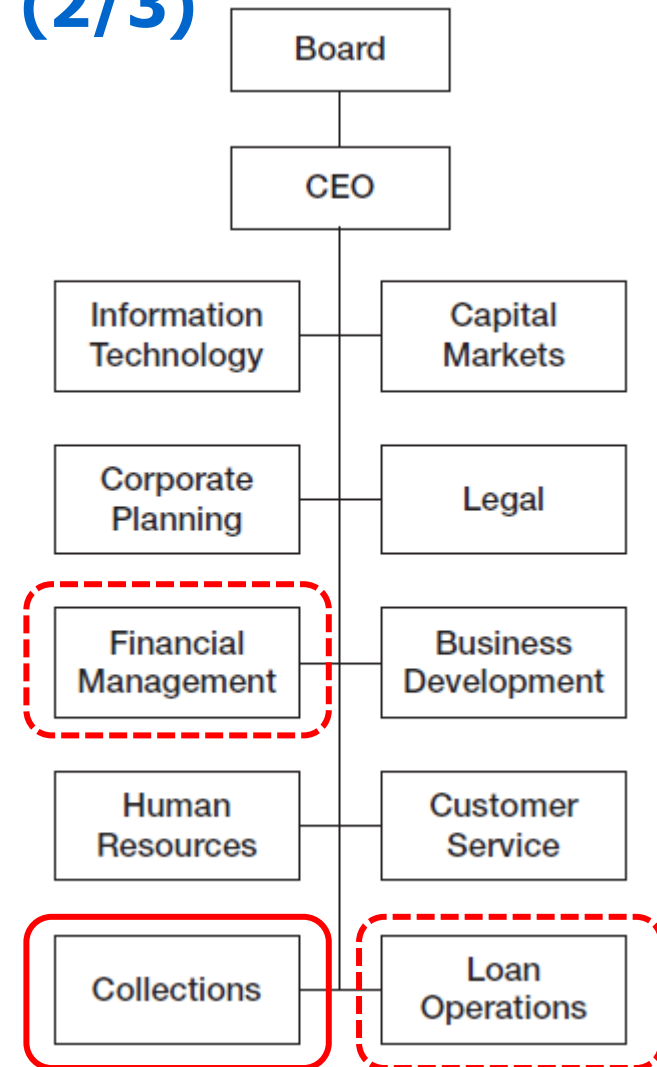 (2/3)
Board
CEO
Information
Technology
Capital
Markets
Corporate
Planning
Legal
Financial
Management
Business
Development
Human
Resources
Customer
Service
Collections
Loan
Operations